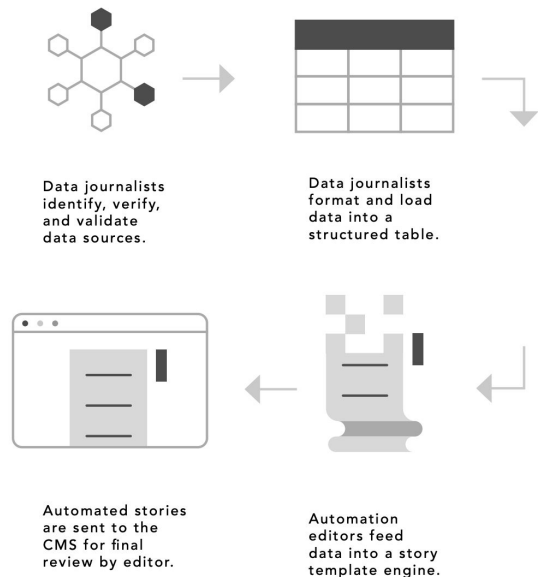 Data journalists
identify, verify,
and validate
data sources.
Data journalists
format and load
data into a
structured table.
Automation
editors feed
data into a story
template engine.
Automated stories
are sent to the
CMS for final
review by editor.